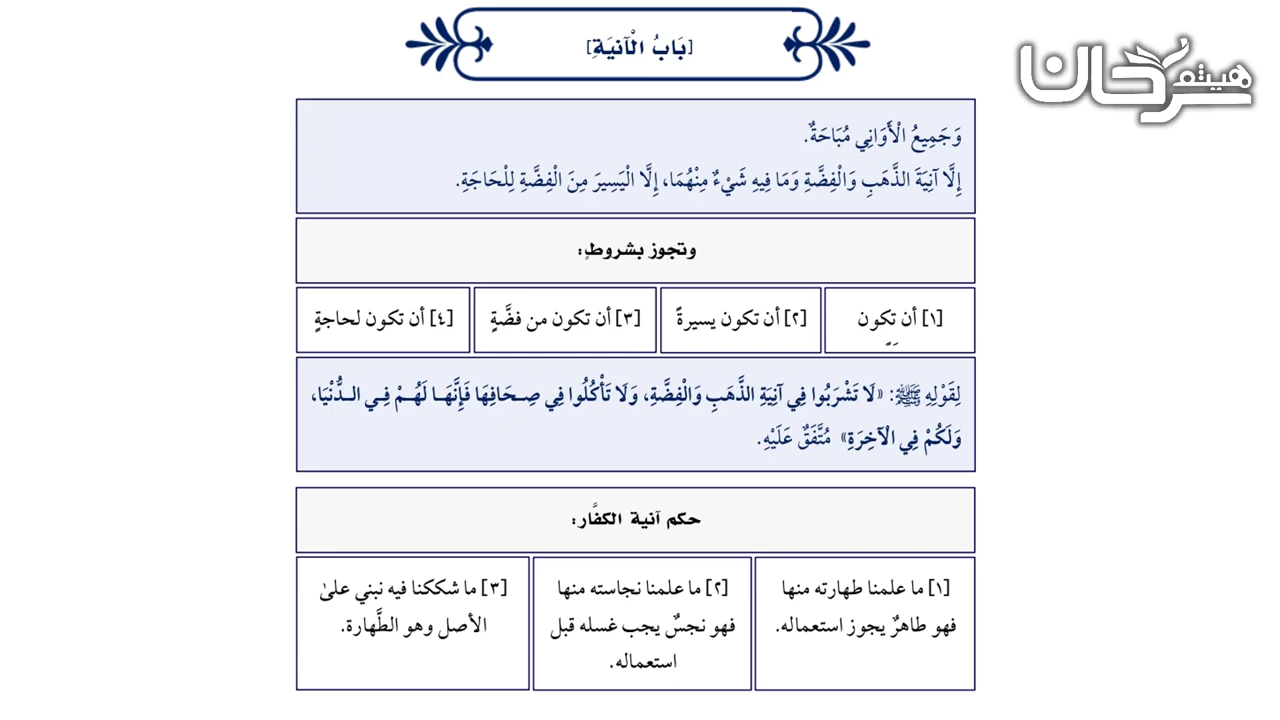 [بَابُ الْآنِيَةِ]
هيثم
سرحان
وَجَمِيعُ الْأَوَانِي مُبَاحَةٌ.
إِلَّا آنِيَةَ الذَّهَبِ وَالْفِضَّةِ وَمَا فِيهِ شَيْءٌ مِنْهُمَا، إِلَّا الْيَسِيرَ مِنَ الْفِضَّةِ لِلْحَاجَةِ.
وتجوز بشروطٍ:
[١] أن تكون
[٢] أن تكون يسيرةً
[٣] أن تكون من فضَّةٍ
[٤] أن تكون لحاجةٍ
لِقَوْلِهِ ﷺ: «لَا تَشْرَبُوا فِي آنِيَةِ الذَّهَبِ وَالْفِضَّةِ، وَلَا تَأْكُلُوا فِي صِحَافِهَا فَإِنَّهَا لَهُمْ فِي الدُّنْيَا،
وَلَكُمْ فِي الْآخِرَةِ» مُتَّفَقٌ عَلَيْهِ.
حكم آنية الكفَّار:
[١] ما علمنا طهارته منها
فهو طاهرٌ يجوز استعماله.
[٢] ما علمنا نجاسته منها
فهو نجسٌ يجب غسله قبل
استعماله.
[٣] ما شككنا فيه نبني علىٰ
الأصل وهو الطَّهارة.